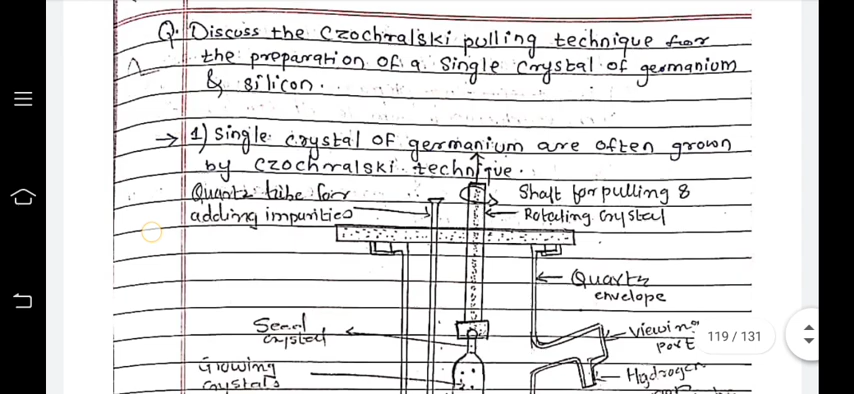 Q. Discuss the Czochralski pulling technique for
the preparation of a single crystal of germanium
& silicon.
→ 1) Single crystal of germanium are often grown
by Czochralski technique.
Quartz tube for
adding impurities
Shaft for pulling &
Rotating crystal
Quartz
envelope
Seed
crystal
Viewing
port
119 / 131
Growing
crystals
Hydrogen